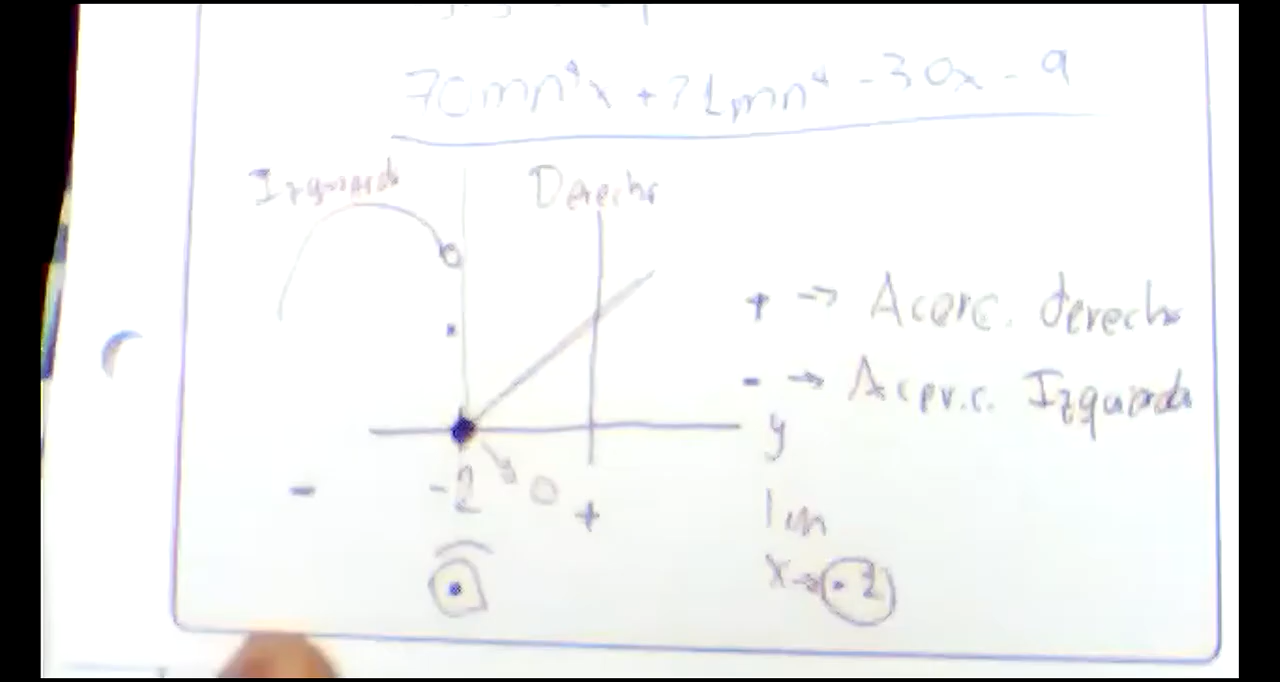 70mn⁴x + 21mn⁴ - 30x - 9
Izquierda Derecha
+ → Acerc. derecha
- → Acerc. Izquierda
y
- -2 → 0 +
lim
x → -2